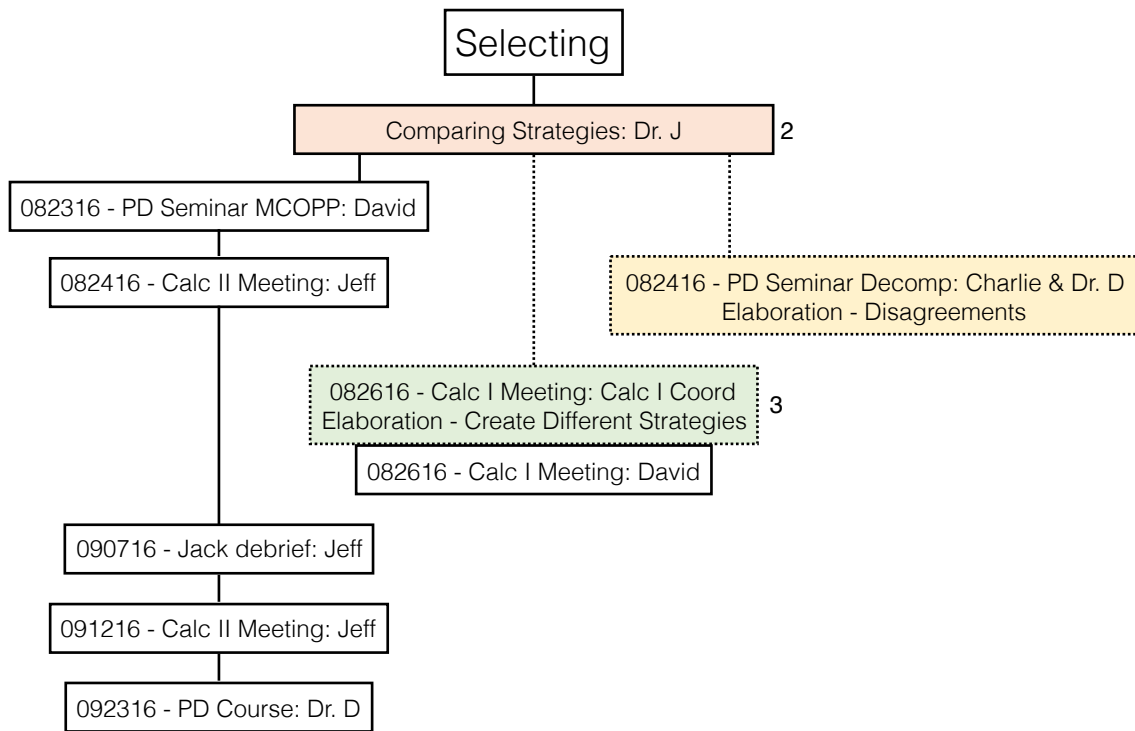 Selecting
Comparing Strategies: Dr. J
2
082316 - PD Seminar MCOPP: David
082416 - Calc II Meeting: Jeff
082416 - PD Seminar Decomp: Charlie & Dr. D
Elaboration - Disagreements
082616 - Calc I Meeting: Calc I Coord
Elaboration - Create Different Strategies
3
082616 - Calc I Meeting: David
090716 - Jack debrief: Jeff
091216 - Calc II Meeting: Jeff
092316 - PD Course: Dr. D